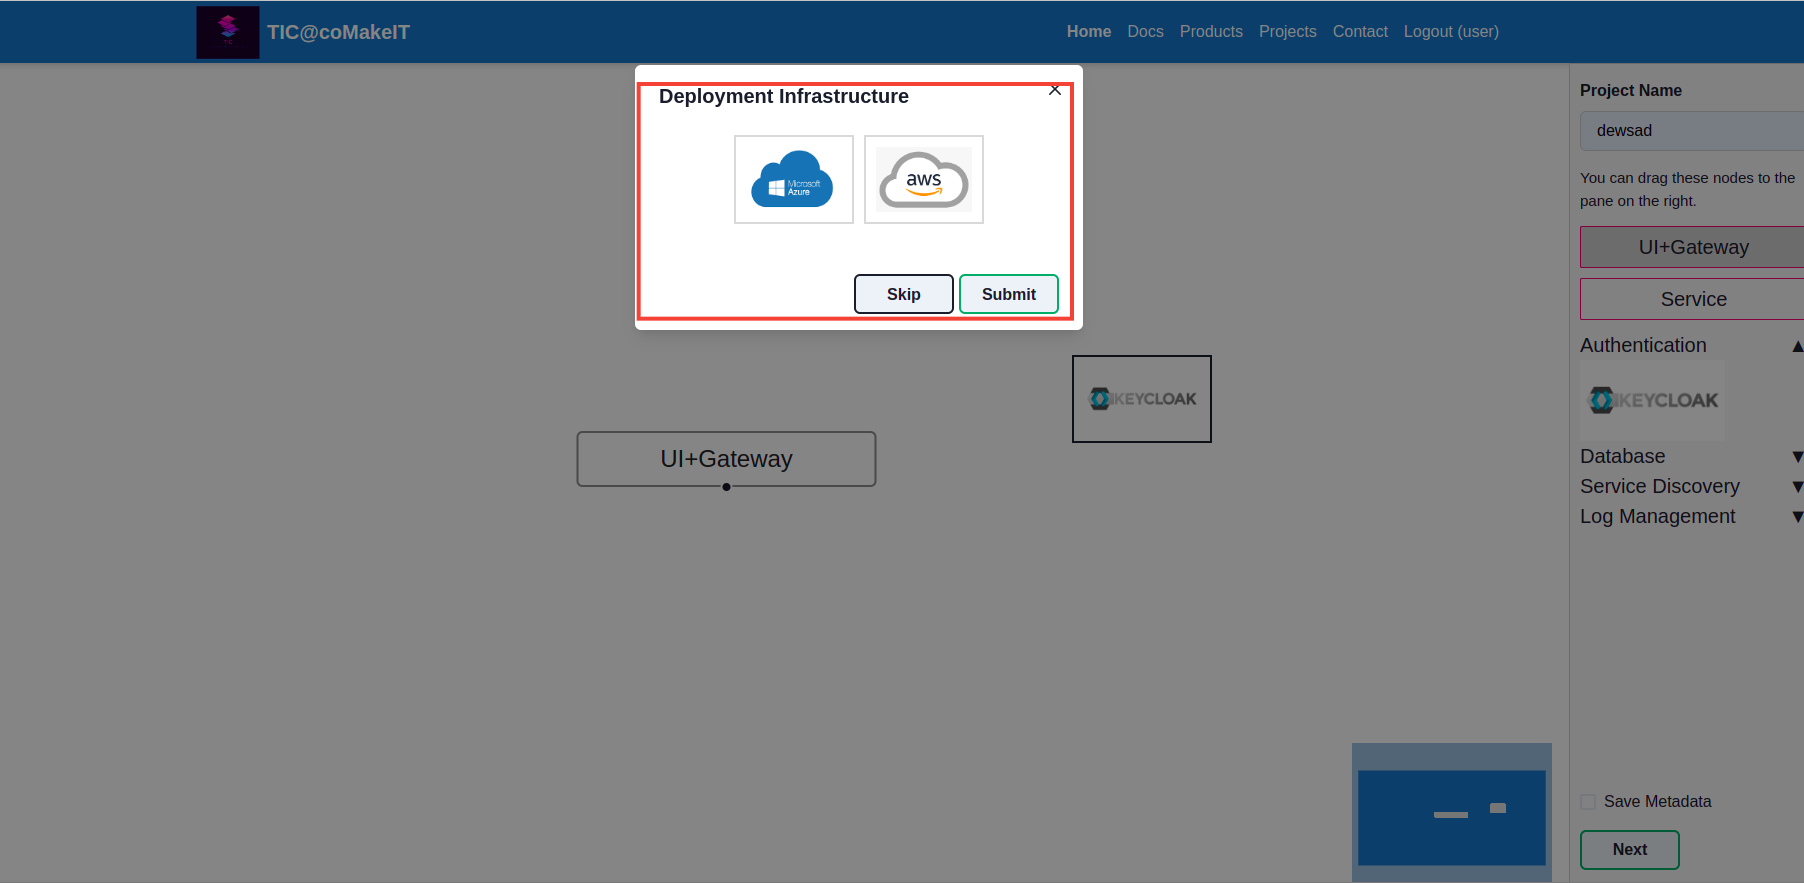 TIC
TIC@coMakeIT
Home Docs Products Projects Contact Logout (user)
Deployment Infrastructure
Microsoft
Azure
aws
Skip Submit
KEYCLOAK
UI+Gateway
Project Name
dewsad
You can drag these nodes to the
pane on the right.
UI+Gateway
Service
Authentication
KEYCLOAK
Database
Service Discovery
Log Management
Save Metadata
Next